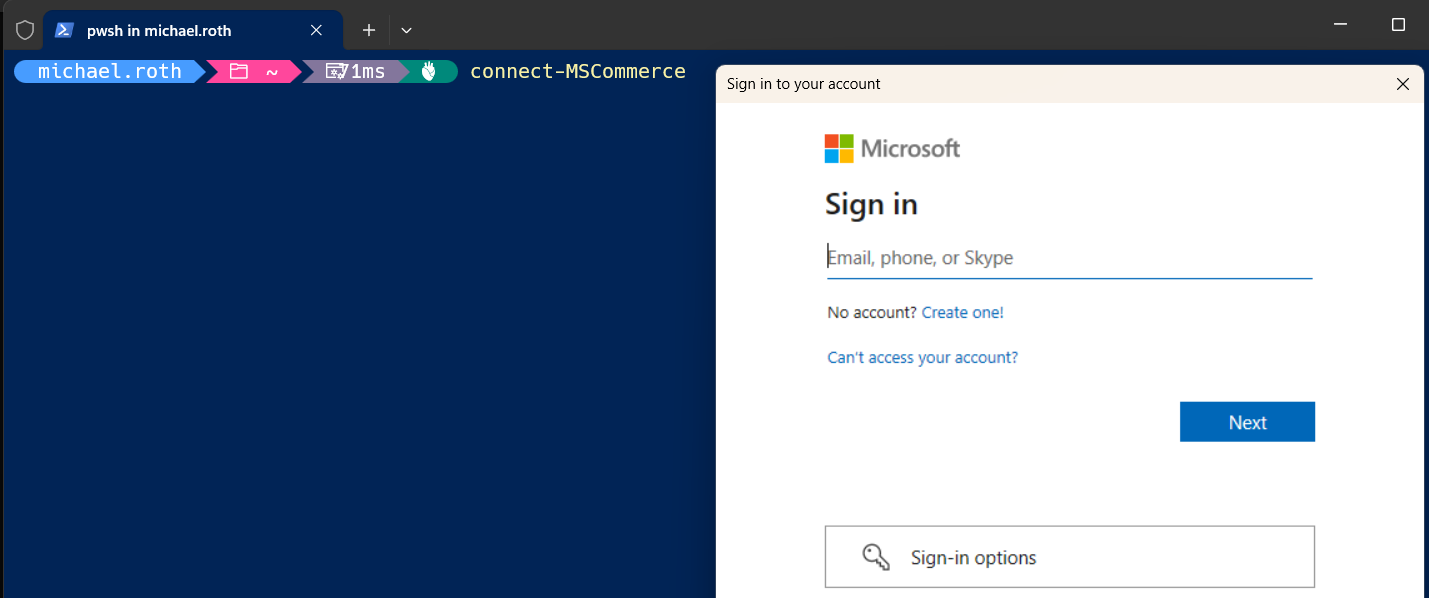 pwsh in michael.roth
michael.roth ~ 1ms connect-MSCommerce
Sign in to your account
Microsoft
Sign in
Email, phone, or Skype
No account? Create one!
Can't access your account?
Next
Sign-in options